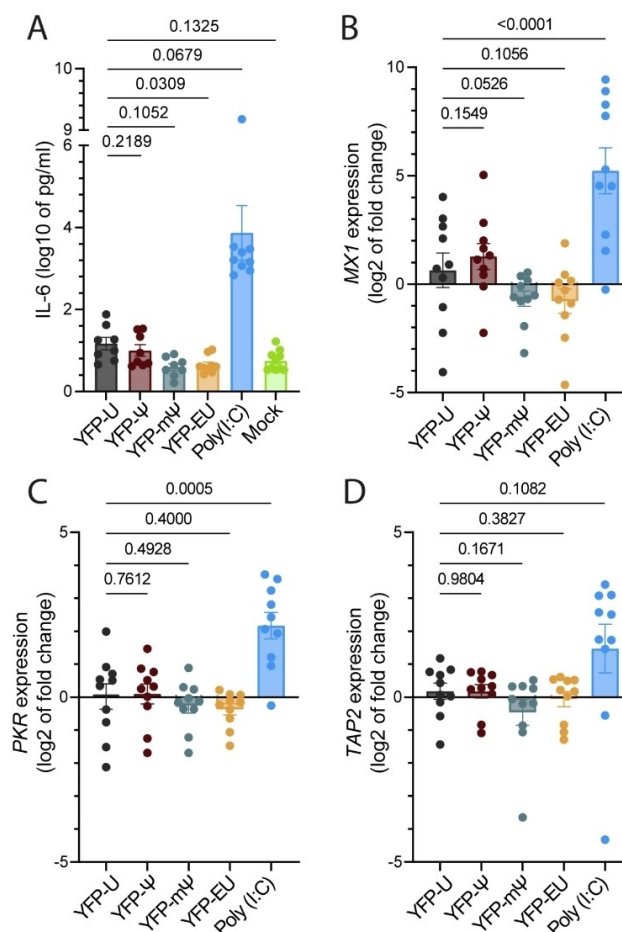 A
0.1325
0.0679
0.0309
0.1052
0.2189
10
9
6
4
2
0
IL-6 (log10 of pg/ml)
YFP-U
YFP-Ψ
YFP-mΨ
YFP-EU
Poly(I:C)
Mock
B
<0.0001
0.1056
0.0526
0.1549
10
5
0
-5
MX1 expression
(log2 of fold change)
YFP-U
YFP-Ψ
YFP-mΨ
YFP-EU
Poly (I:C)
C
0.0005
0.4000
0.4928
0.7612
5
0
-5
PKR expression
(log2 of fold change)
YFP-U
YFP-Ψ
YFP-mΨ
YFP-EU
Poly (I:C)
D
0.1082
0.3827
0.1671
0.9804
5
0
-5
TAP2 expression
(log2 of fold change)
YFP-U
YFP-Ψ
YFP-mΨ
YFP-EU
Poly (I:C)